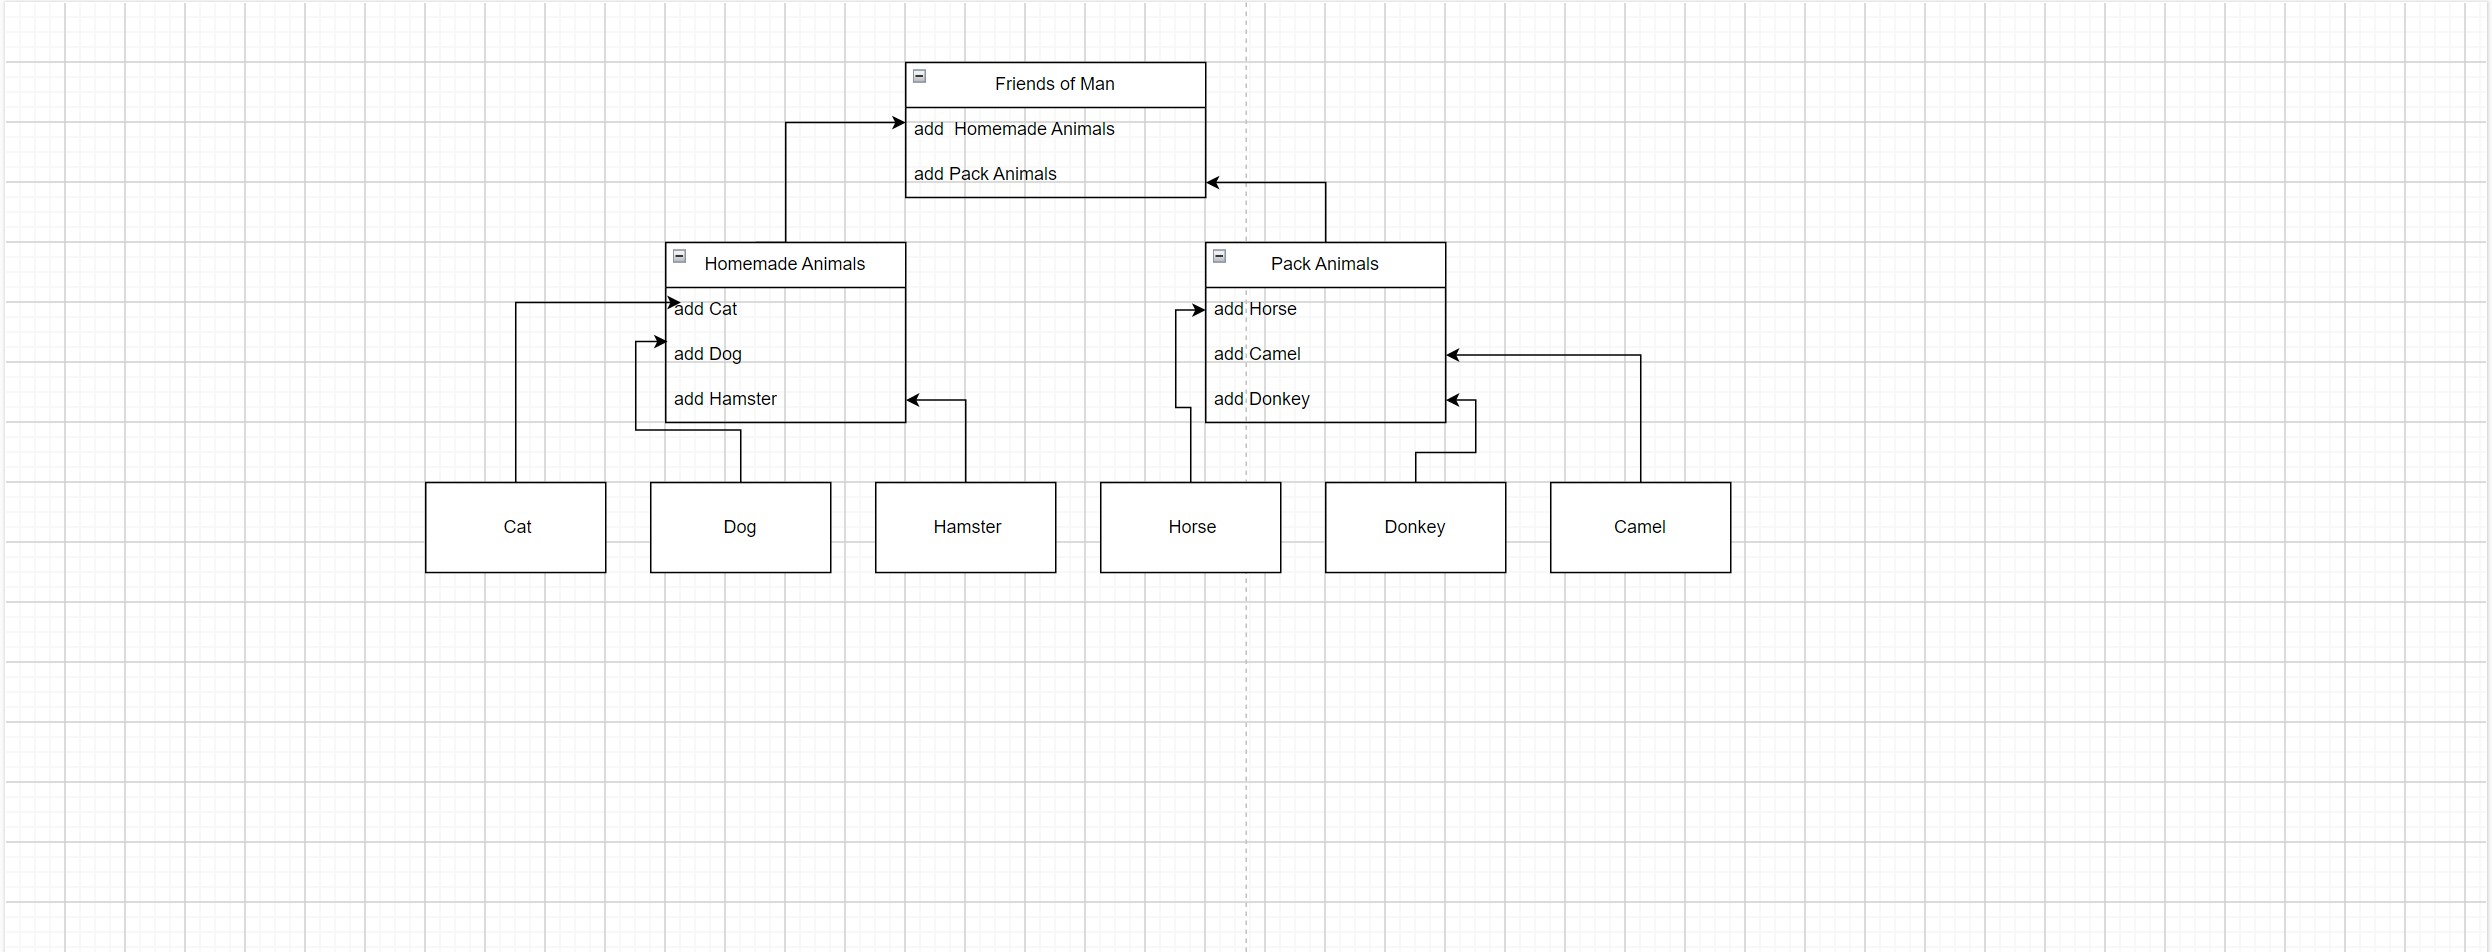 Friends of Man
add  Homemade Animals
add Pack Animals
Homemade Animals
add Cat
add Dog
add Hamster
Pack Animals
add Horse
add Camel
add Donkey
Cat
Dog
Hamster
Horse
Donkey
Camel